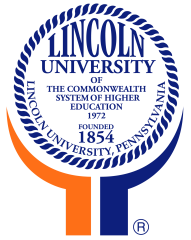 LINCOLN
UNIVERSITY
OF
THE COMMONWEALTH
SYSTEM OF HIGHER
EDUCATION
1972
FOUNDED
1854
LINCOLN UNIVERSITY, PENNSYLVANIA
®